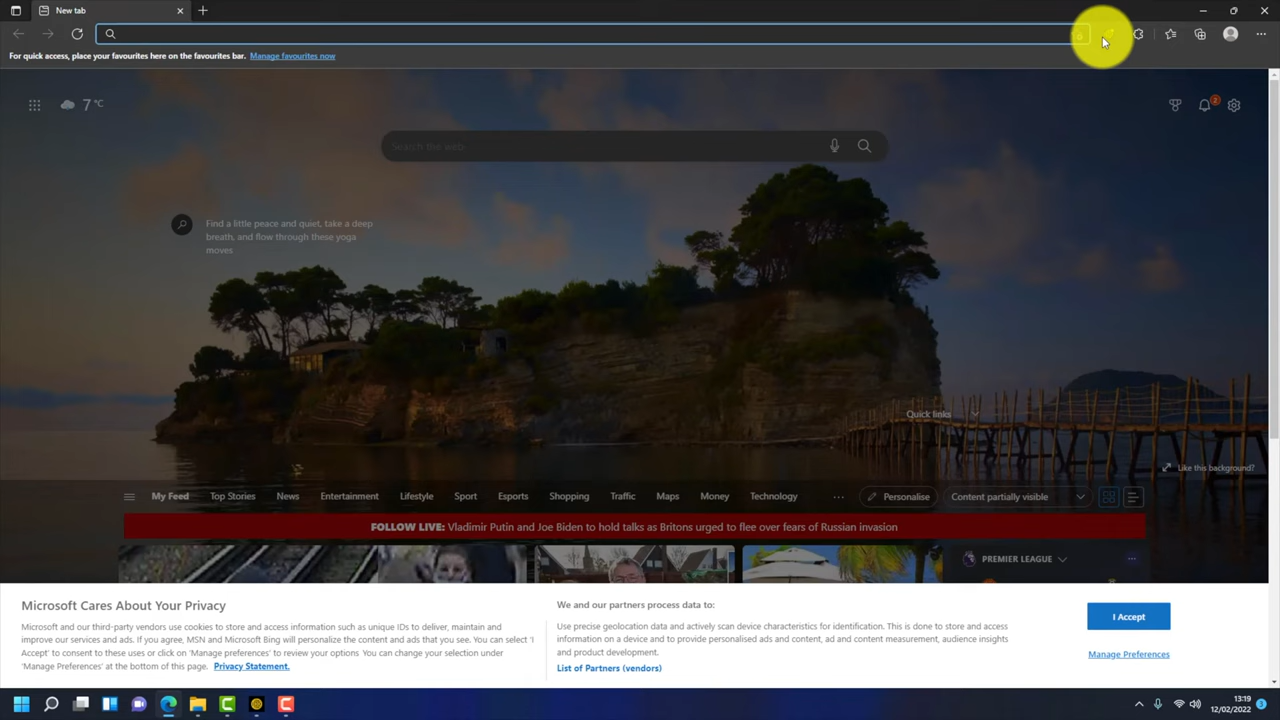 New tab
For quick access, place your favourites here on the favourites bar. Manage favourites now
7 °C
2
Search the web
Find a little peace and quiet, take a deep
breath, and flow through these yoga
moves
Quick links
Like this background?
My Feed Top Stories News Entertainment Lifestyle Sport Esports Shopping Traffic Maps Money Technology ... Personalise Content partially visible
FOLLOW LIVE: Vladimir Putin and Joe Biden to hold talks as Britons urged to flee over fears of Russian invasion
PREMIER LEAGUE
Microsoft Cares About Your Privacy
Microsoft and our third-party vendors use cookies to store and access information such as unique IDs to deliver, maintain and
improve our services and ads. If you agree, MSN and Microsoft Bing will personalize the content and ads that you see. You can select 'I
Accept' to consent to these uses or click on 'Manage preferences' to review your options You can change your selection under
'Manage Preferences' at the bottom of this page. Privacy Statement.
We and our partners process data to:
Use precise geolocation data and actively scan device characteristics for identification. This is done to store and access
information on a device and to provide personalised ads and content, ad and content measurement, audience insights
and product development.
List of Partners (vendors)
I Accept
Manage Preferences
13:19
12/02/2022
3